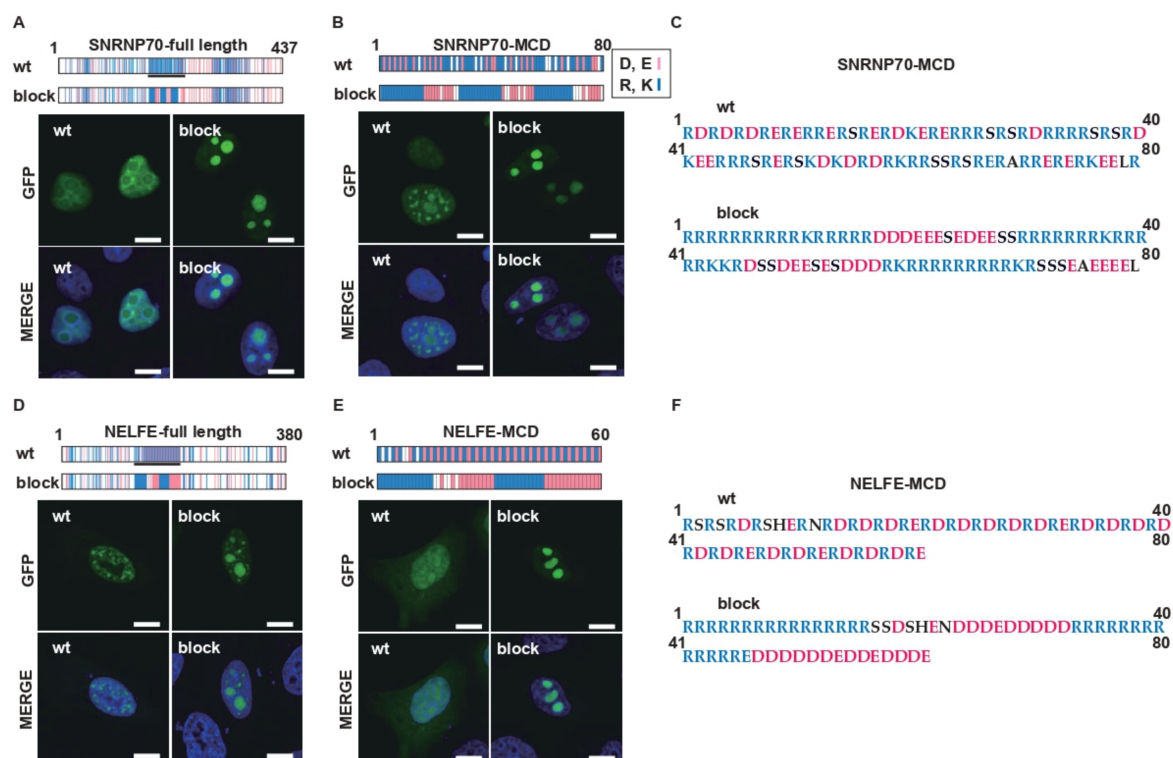 A
SNRNP70-full length
1 437
wt
block
GFP
wt
block
MERGE
wt
block
B
SNRNP70-MCD
1 80
wt
block
D, E
R, K
GFP
wt
block
MERGE
wt
block
C
SNRNP70-MCD
wt
1 40
RDRDRDRERERRERSRERDKERERRRSRSRDRRRRSRSRD
41 80
KEERRRSRERSKDKDRDRKRRSSRSRERARRERERKEELR
block
1 40
RRRRRRRRRRKRRRRRDDDEEESEDEESSRRRRRRRKRRR
41 80
RRKKRDSSDEESESDDDRKRRRRRRRRRKRSSSEAEEEEL
D
NELFE-full length
1 380
wt
block
GFP
wt
block
MERGE
wt
block
E
NELFE-MCD
1 60
wt
block
GFP
wt
block
MERGE
wt
block
F
NELFE-MCD
wt
1 40
RSRSRDRSHERNRDRDRDRERDRDRDRDRDRERDRDRDRD
41 80
RDRDRERDRDRERDRDRDRE
block
1 40
RRRRRRRRRRRRRRRRSSDSHENDDDEDDDDDRRRRRRRR
41 80
RRRRREDDDDDDEDDEDDDE